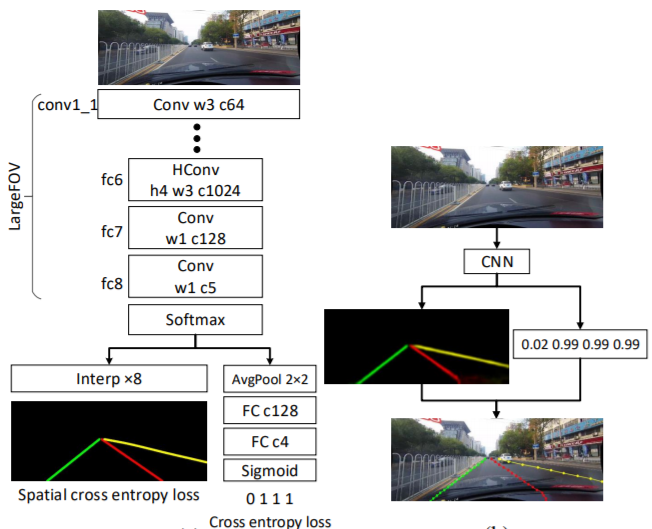 conv1_1
Conv w3 c64
LargeFOV
fc6
HConv
h4 w3 c1024
fc7
Conv
w1 c128
fc8
Conv
w1 c5
Softmax
Interp ×8
AvgPool 2×2
FC c128
FC c4
Sigmoid
Spatial cross entropy loss
0 1 1 1
Cross entropy loss
CNN
0.02 0.99 0.99 0.99